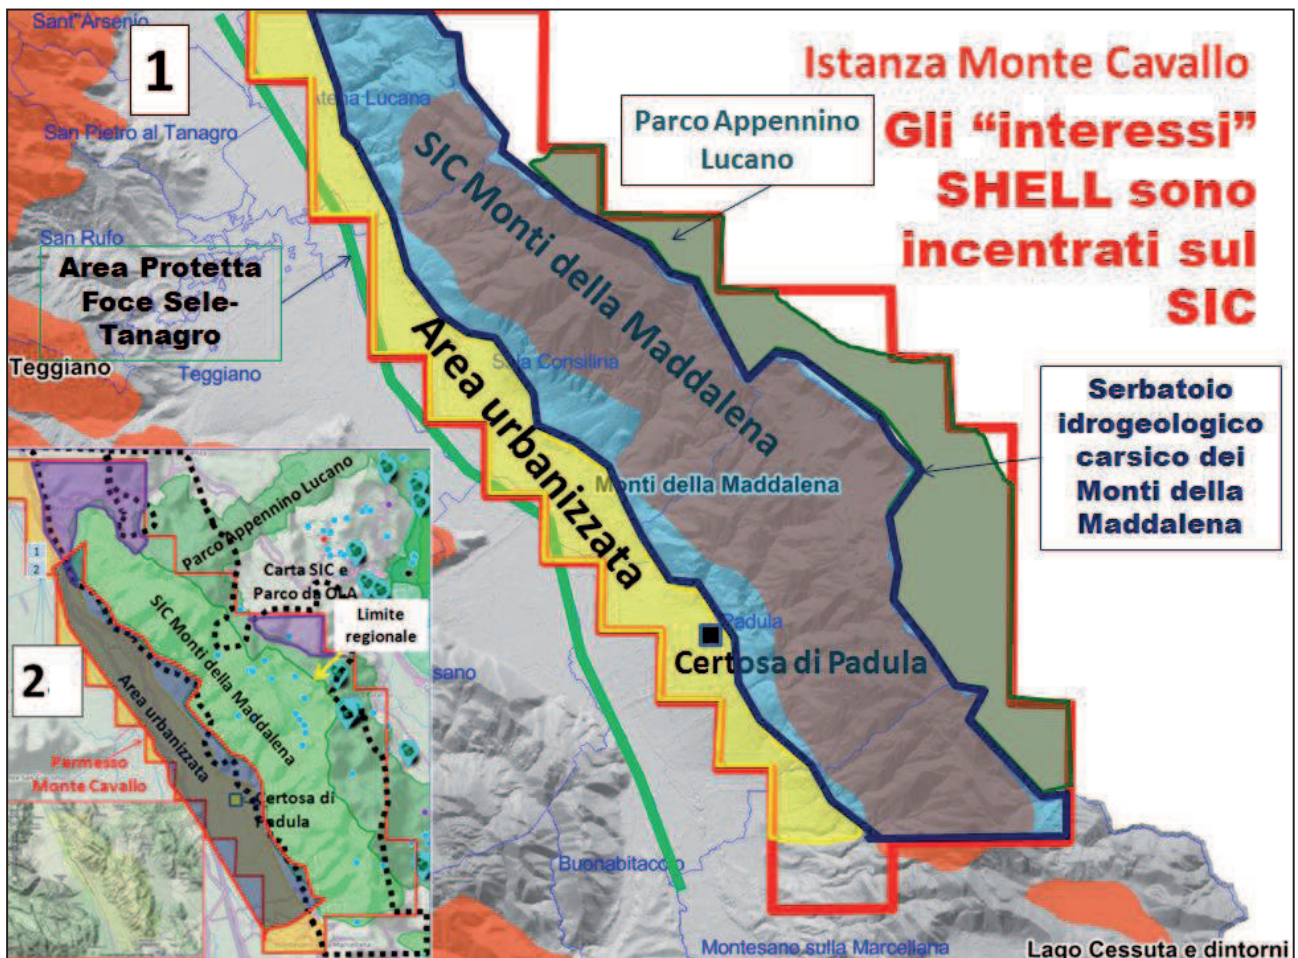 Sant"Arsenio
1
Istanza Monte Cavallo
Gli “interessi”
SHELL sono
incentrati sul
SIC
Parco Appennino
Lucano
Atena Lucana
San Pietro al Tanagro
SIC Monti della Maddalena
San Rufo
Area Protetta
Foce Sele-
Tanagro
Teggiano
Teggiano
Area urbanizzata
Sala Consilina
Serbatoio
idrogeologico
carsico dei
Monti della
Maddalena
Monti della Maddalena
Padula
Certosa di Padula
Buonabitacolo
Montesano sulla Marcellana
Lago Cessuta e dintorni
2
1
2
Parco Appennino Lucano
Carta SIC e
Parco da OLA
Limite
regionale
SIC Monti della Maddalena
Area urbanizzata
Permesso
Monte Cavallo
Certosa di
Padula